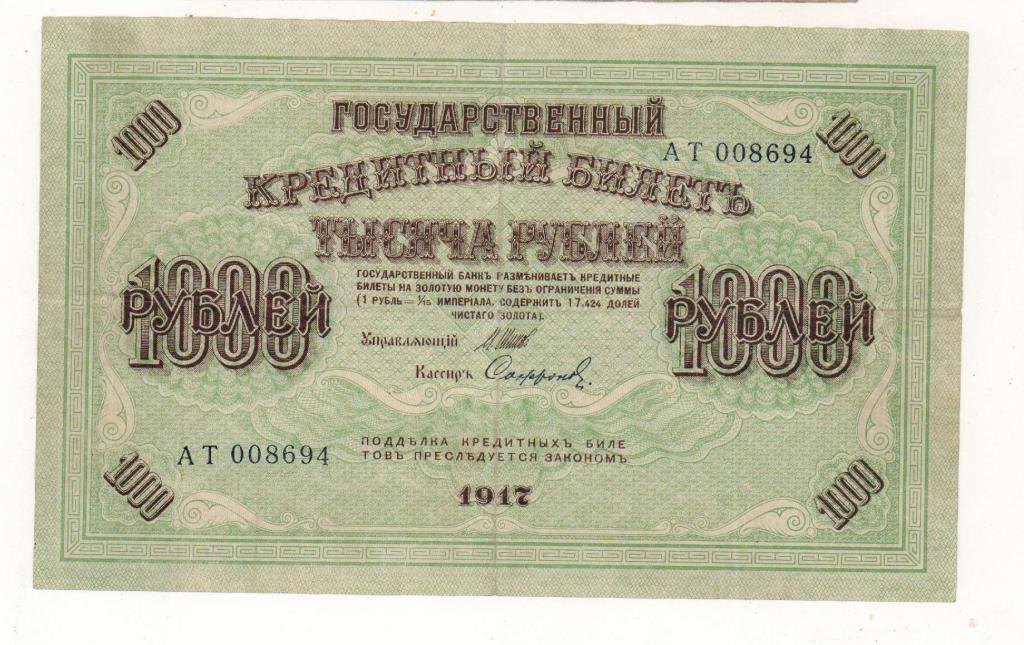 1000 1000
ГОСУДАРСТВЕННЫЙ
АТ 008694
КРЕДИТНЫЙ БИЛЕТЪ
ТЫСЯЧА РУБЛЕЙ
1000 РУБЛЕЙ
1000 РУБЛЕЙ
ГОСУДАРСТВЕННЫЙ БАНКЪ РАЗМѢНИВАЕТЪ КРЕДИТНЫЕ
БИЛЕТЫ НА ЗОЛОТУЮ МОНЕТУ БЕЗЪ ОГРАНИЧЕНІЯ СУММЫ
(1 РУБЛЬ = 1/15 ИМПЕРІАЛА, СОДЕРЖИТЪ 17,424 ДОЛЕЙ
ЧИСТАГО ЗОЛОТА).
Управляющій И. Шипов
Кассиръ Сафронов
АТ 008694
ПОДДѢЛКА КРЕДИТНЫХЪ БИЛЕ
ТОВЪ ПРЕСЛѢДУЕТСЯ ЗАКОНОМЪ
1917
1000 1000